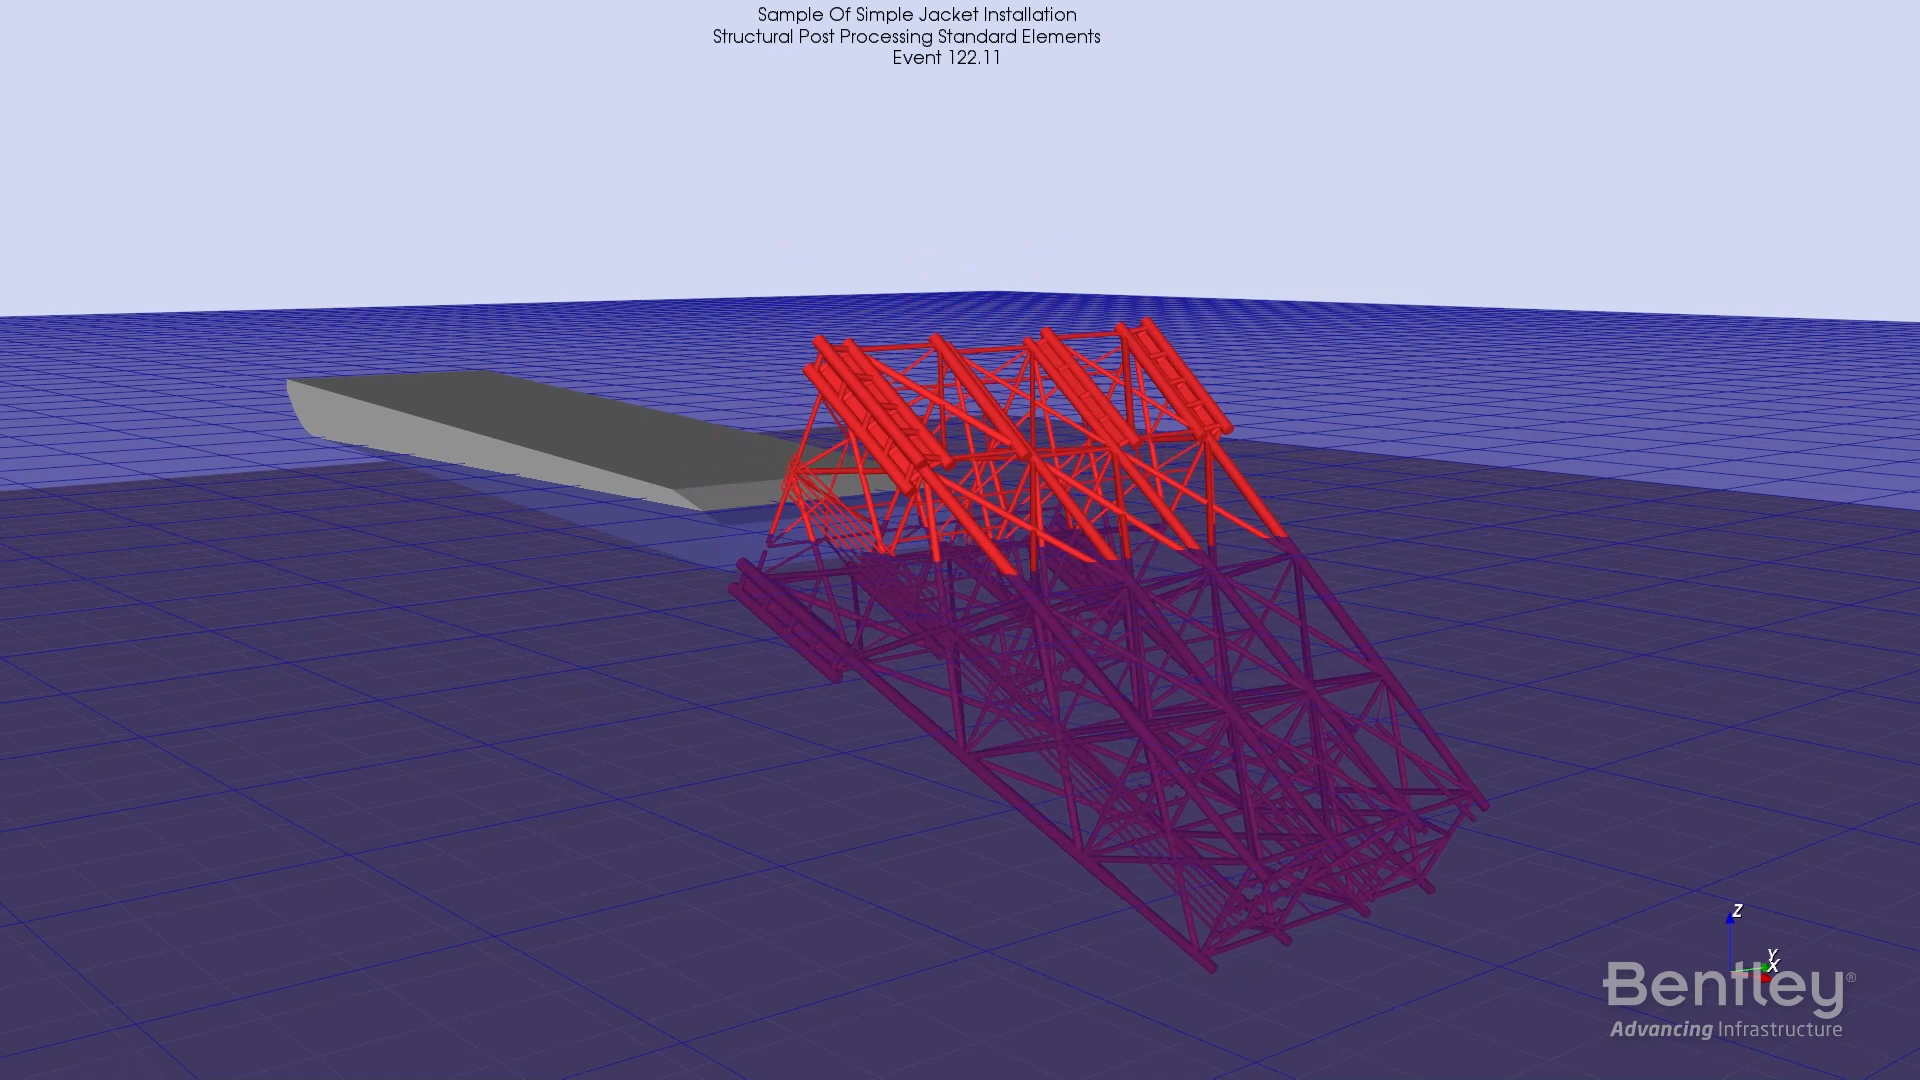 Sample Of Simple Jacket Installation
Structural Post Processing Standard Elements
Event 122.11
Z
Y
X
Bentley®
Advancing Infrastructure